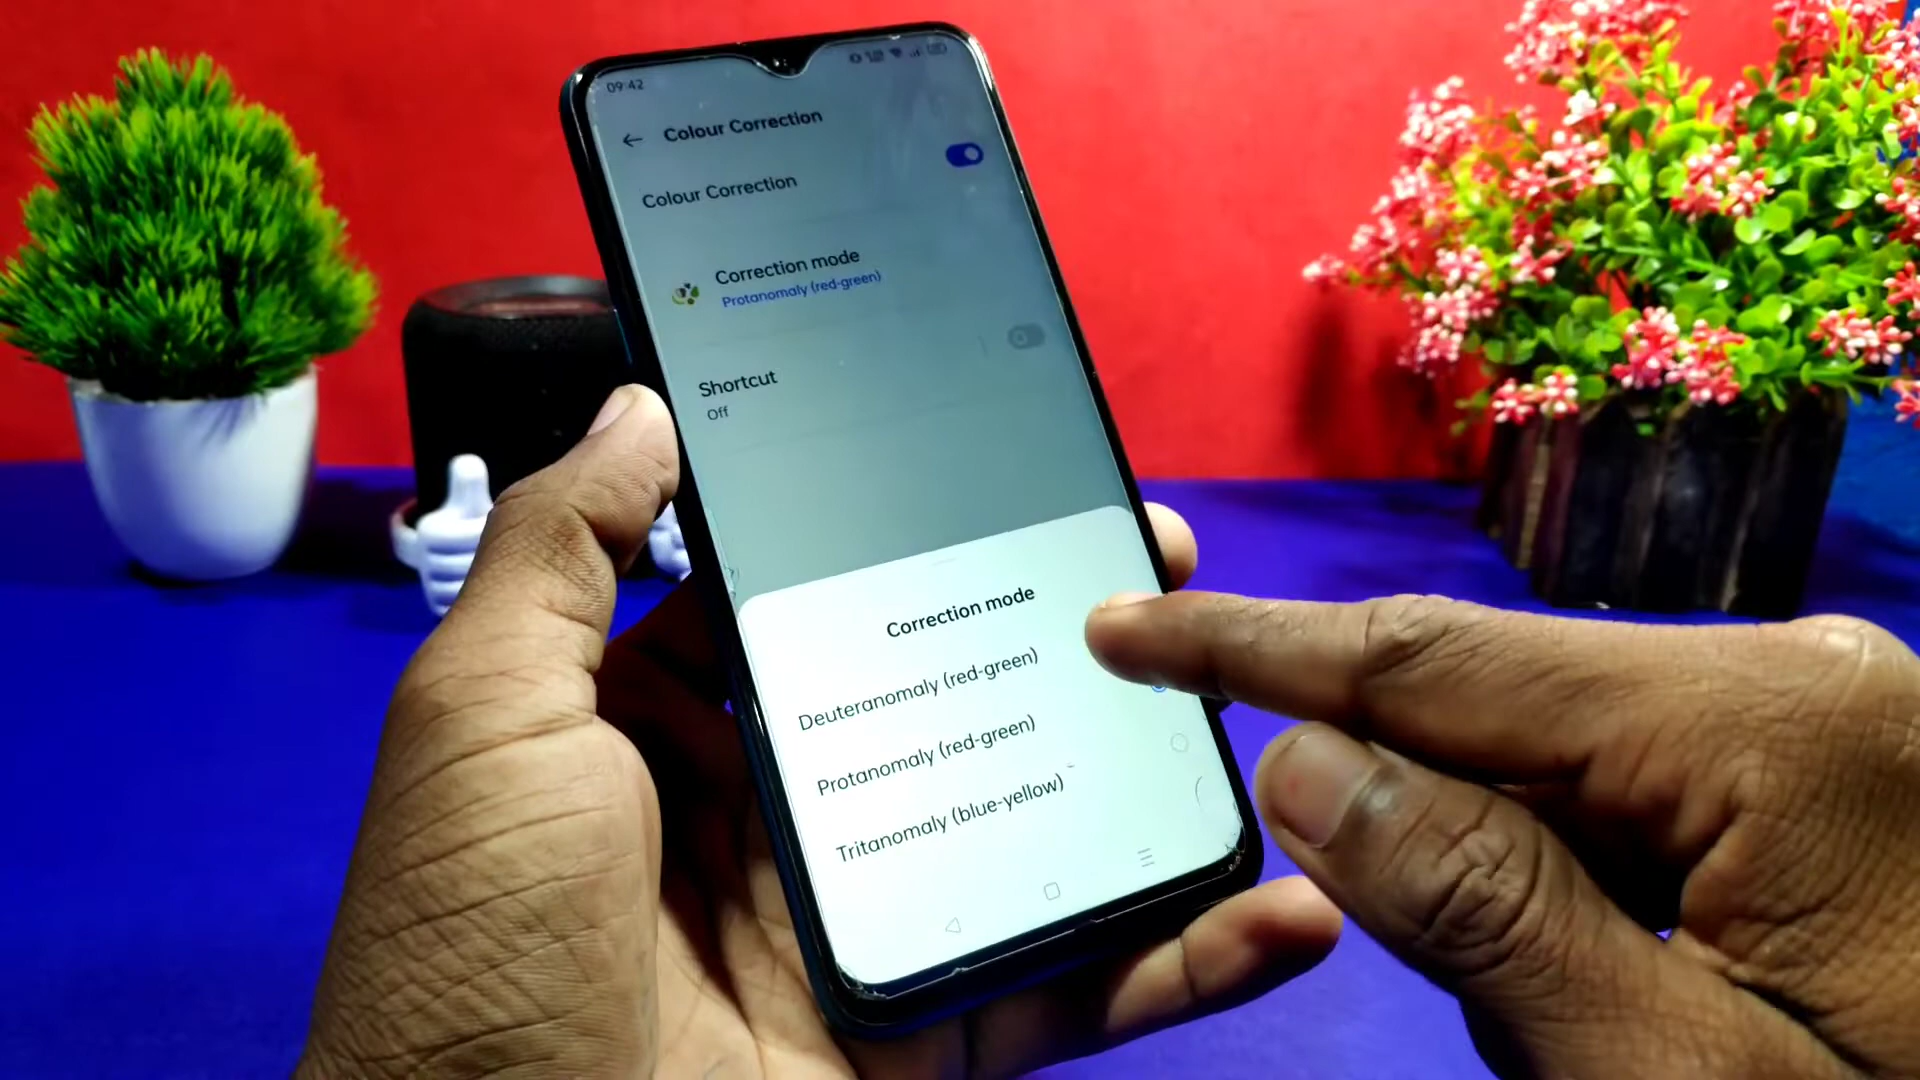 09:42
Colour Correction
Colour Correction
Correction mode
Protanomaly (red-green)
Shortcut
Off
Correction mode
Deuteranomaly (red-green)
Protanomaly (red-green)
Tritanomaly (blue-yellow)